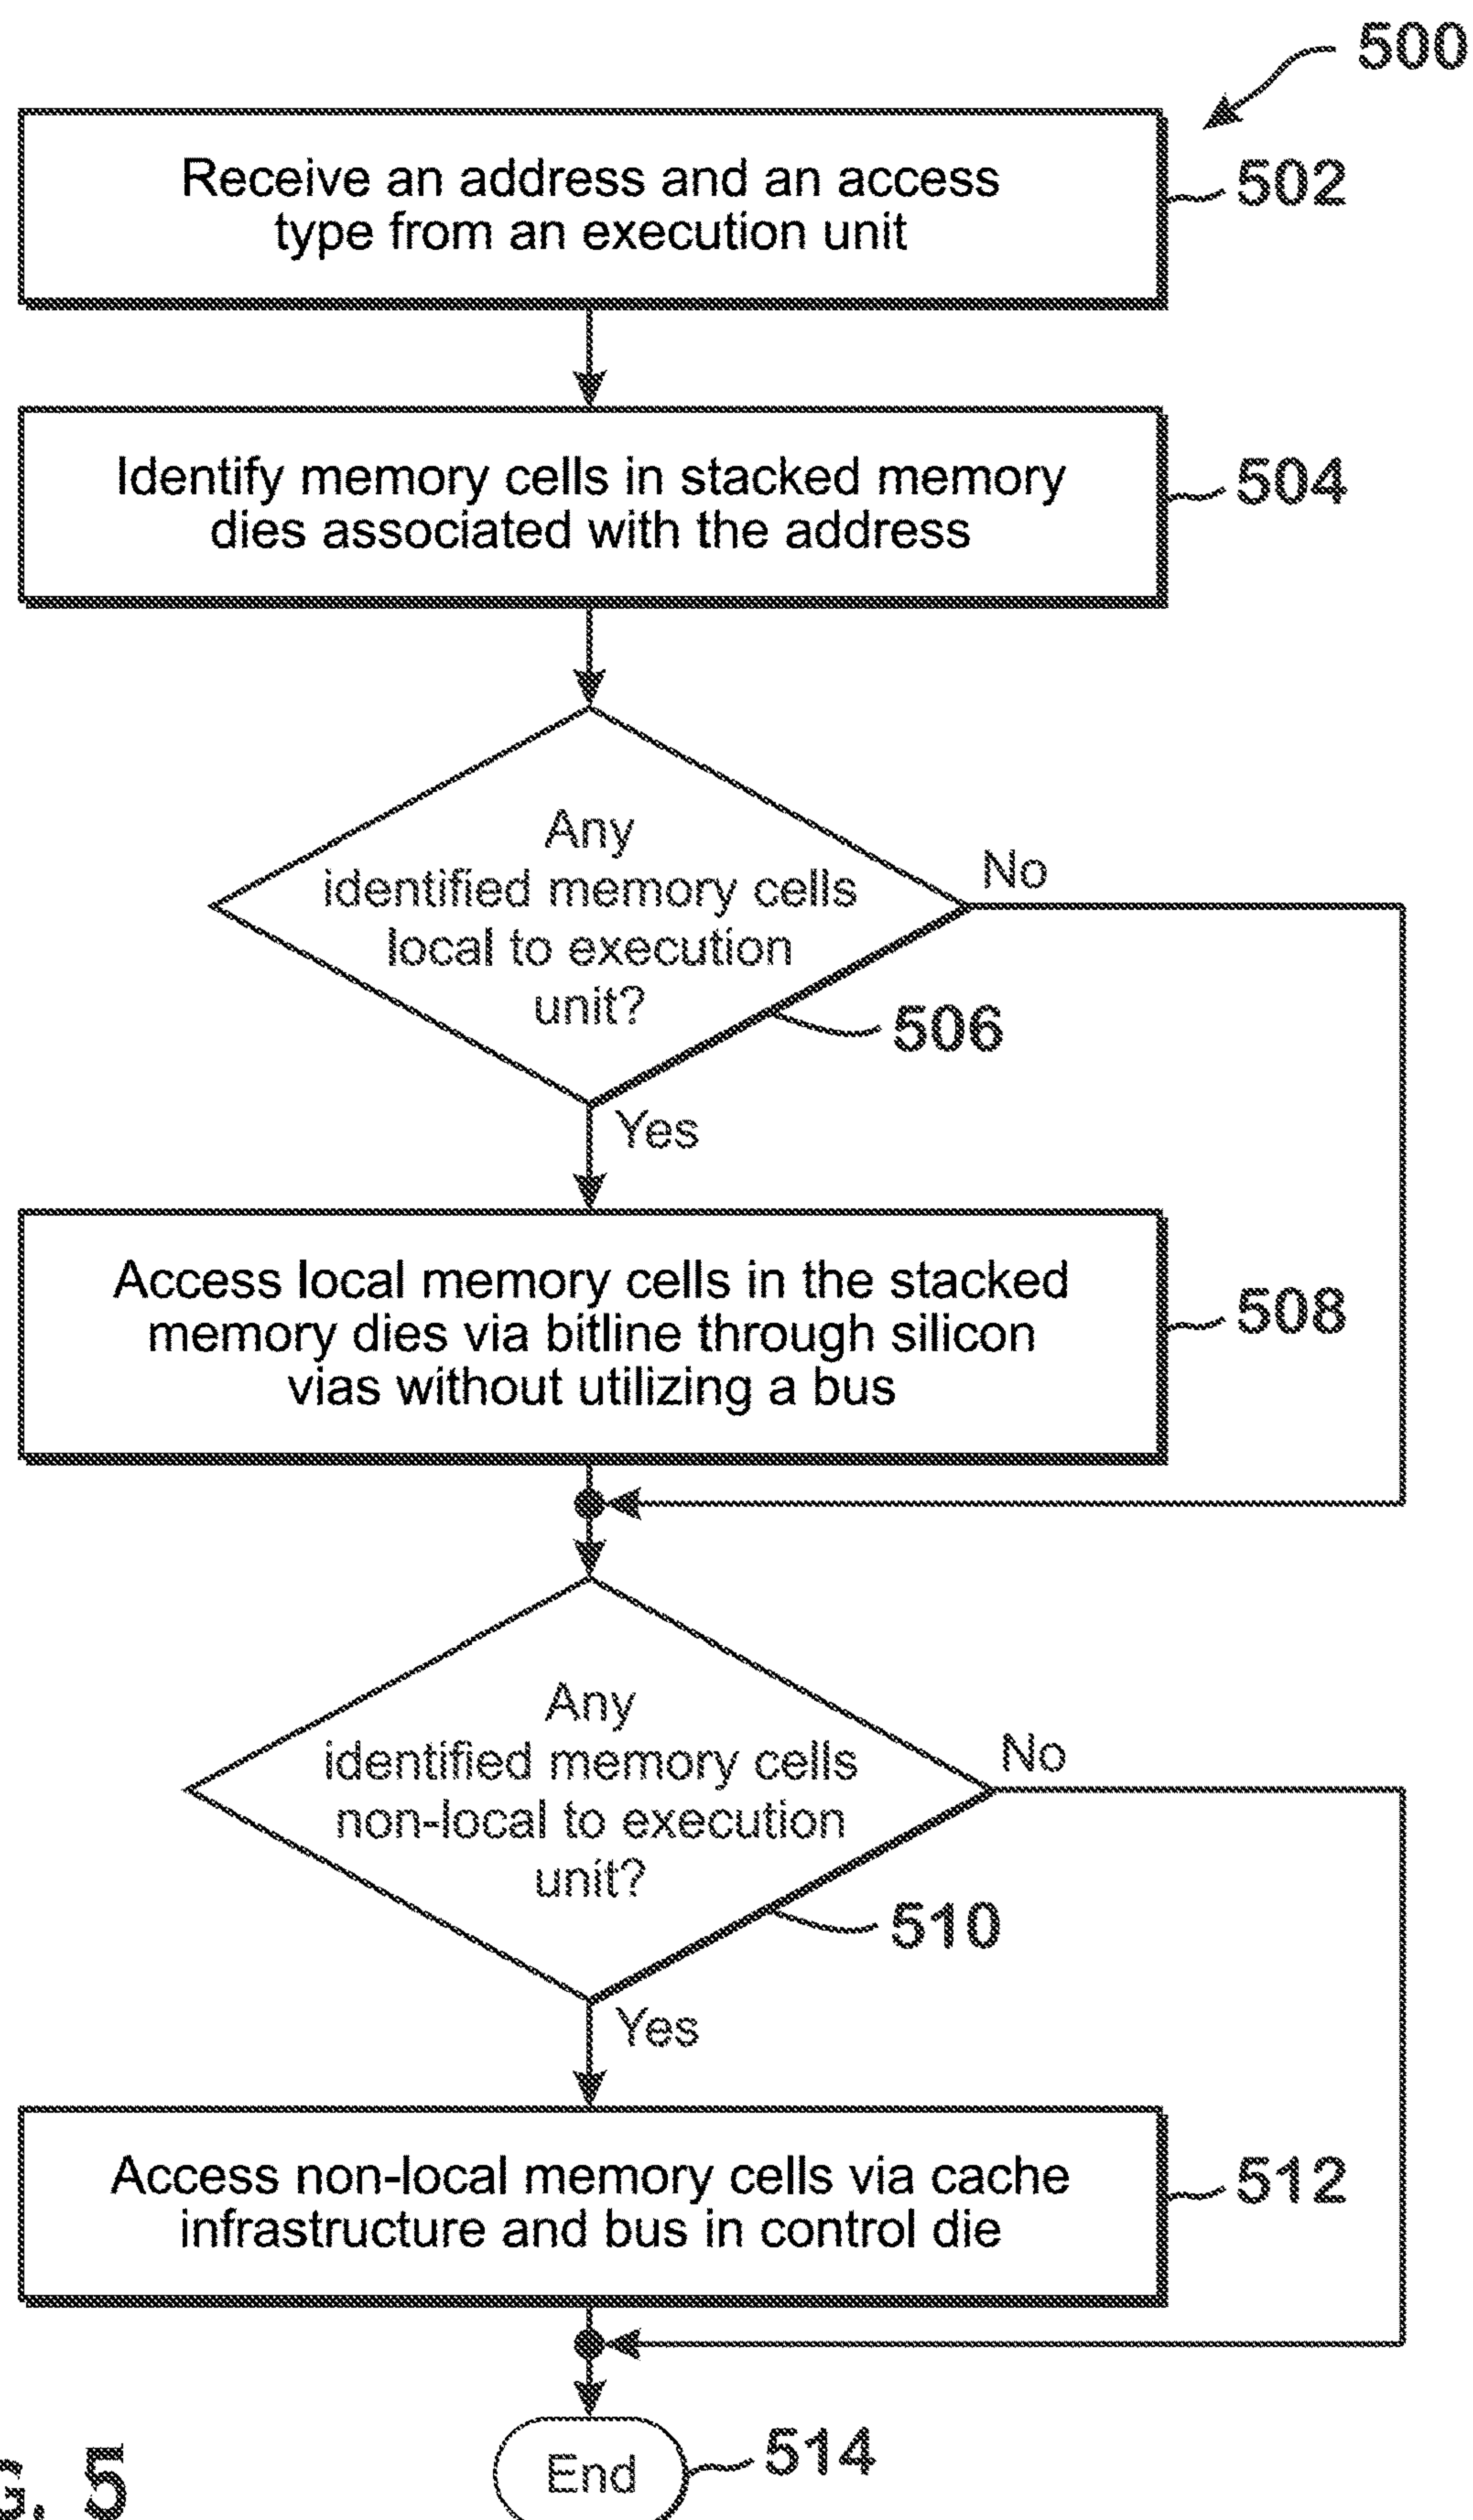 500
Receive an address and an access
type from an execution unit
502
Identify memory cells in stacked memory
dies associated with the address
504
Any
identified memory cells
local to execution
unit?
No
506
Yes
Access local memory cells in the stacked
memory dies via bitline through silicon
vias without utilizing a bus
508
Any
identified memory cells
non-local to execution
unit?
No
510
Yes
Access non-local memory cells via cache
infrastructure and bus in control die
512
End
514
5